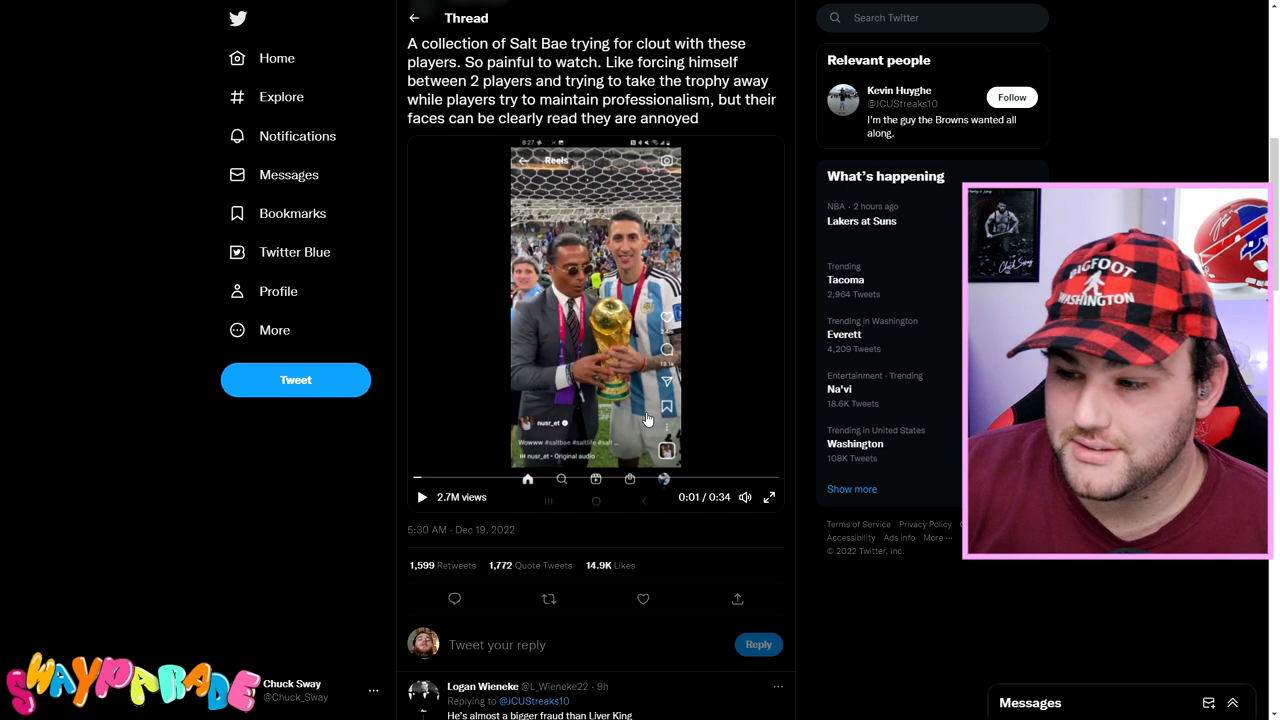 Home
Explore
Notifications
Messages
Bookmarks
Twitter Blue
Profile
More
Tweet
SWAYPARADE
Chuck Sway
@Chuck_Sway
Thread
A collection of Salt Bae trying for clout with these
players. So painful to watch. Like forcing himself
between 2 players and trying to take the trophy away
while players try to maintain professionalism, but their
faces can be clearly read they are annoyed
8:27
Reels
nusr_et
Wowww #saltbae #saltlife #salt ...
nusr_et • Original audio
2.7M views
0:01 / 0:34
5:30 AM · Dec 19, 2022
1,599 Retweets 1,772 Quote Tweets 14.9K Likes
Tweet your reply
Reply
Logan Wieneke @L_Wieneke22 · 9h
Replying to @JCUStreaks10
He's almost a bigger fraud than Liver King
Search Twitter
Relevant people
Kevin Huyghe
@JCUStreaks10
Follow
I'm the guy the Browns wanted all
along.
What's happening
NBA · 2 hours ago
Lakers at Suns
Trending
Tacoma
2,964 Tweets
Trending in Washington
Everett
4,209 Tweets
Entertainment · Trending
Na'vi
18.6K Tweets
Trending in United States
Washington
108K Tweets
Show more
Terms of Service Privacy Policy
Accessibility Ads info More ...
© 2022 Twitter, Inc.
BIGFOOT
WASHINGTON
Chuck Sway
Messages